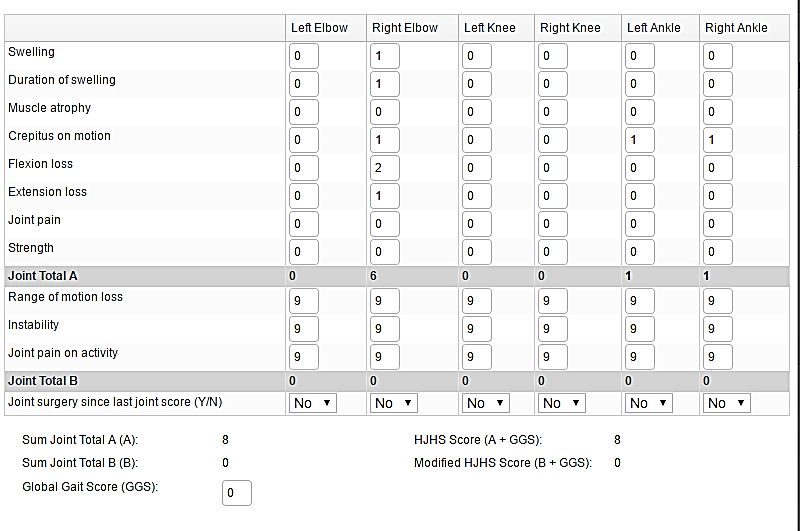 Left Elbow Right Elbow Left Knee Right Knee Left Ankle Right Ankle
Swelling 0 1 0 0 0 0
Duration of swelling 0 1 0 0 0 0
Muscle atrophy 0 0 0 0 0 0
Crepitus on motion 0 1 0 0 1 1
Flexion loss 0 2 0 0 0 0
Extension loss 0 1 0 0 0 0
Joint pain 0 0 0 0 0 0
Strength 0 0 0 0 0 0
Joint Total A 0 6 0 0 1 1
Range of motion loss 9 9 9 9 9 9
Instability 9 9 9 9 9 9
Joint pain on activity 9 9 9 9 9 9
Joint Total B 0 0 0 0 0 0
Joint surgery since last joint score (Y/N) No No No No No No
Sum Joint Total A (A): 8 HJHS Score (A + GGS): 8
Sum Joint Total B (B): 0 Modified HJHS Score (B + GGS): 0
Global Gait Score (GGS): 0